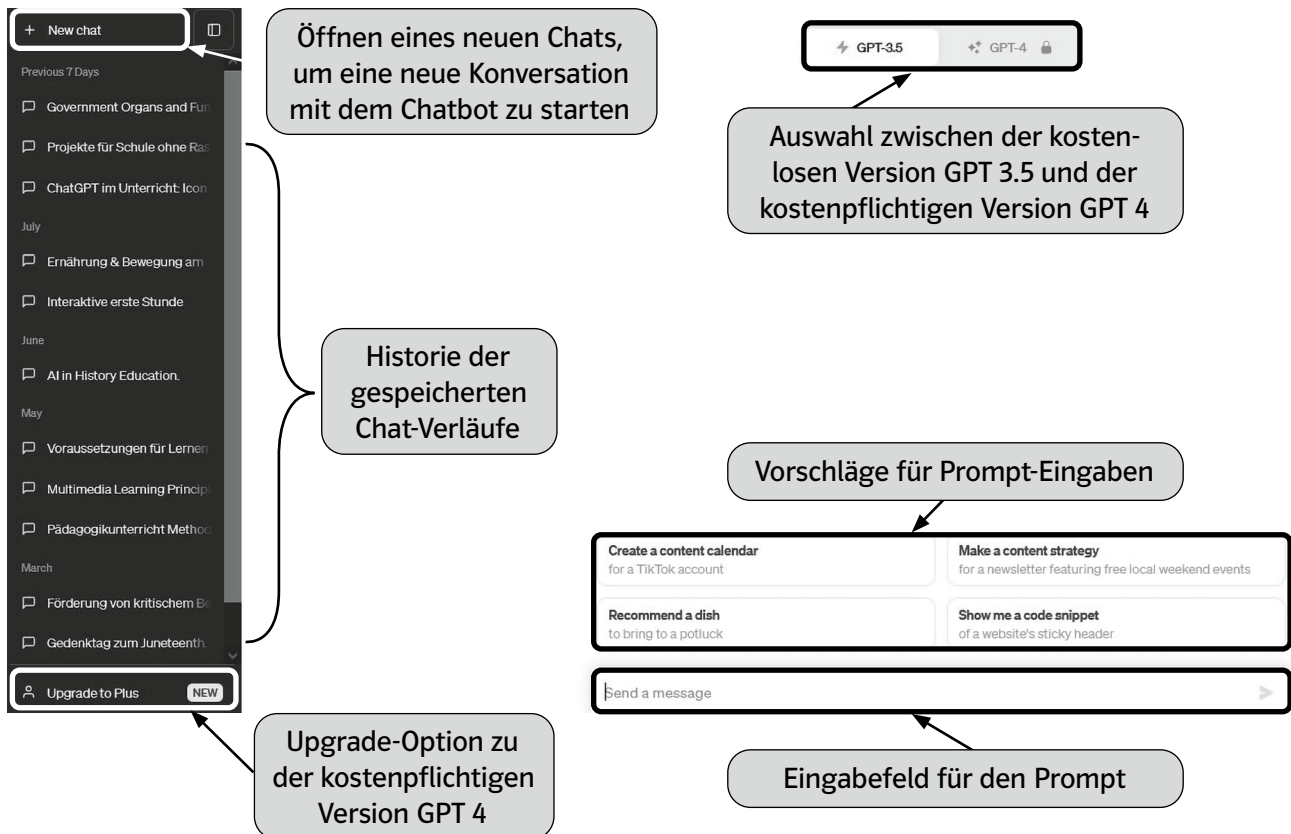 + New chat
Öffnen eines neuen Chats,
um eine neue Konversation
mit dem Chatbot zu starten
GPT-3.5
GPT-4
Auswahl zwischen der kosten-
losen Version GPT 3.5 und der
kostenpflichtigen Version GPT 4
Previous 7 Days
Government Organs and Fun
Projekte für Schule ohne Ras
ChatGPT im Unterricht: Icon
July
Ernährung & Bewegung am
Interaktive erste Stunde
June
AI in History Education.
May
Voraussetzungen für Lernen
Multimedia Learning Princip
Pädagogikunterricht Method
March
Förderung von kritischem Be
Gedenktag zum Juneteenth.
Upgrade to Plus
NEW
Historie der
gespeicherten
Chat-Verläufe
Vorschläge für Prompt-Eingaben
Create a content calendar
for a TikTok account
Make a content strategy
for a newsletter featuring free local weekend events
Recommend a dish
to bring to a potluck
Show me a code snippet
of a website's sticky header
Send a message
Upgrade-Option zu
der kostenpflichtigen
Version GPT 4
Eingabefeld für den Prompt